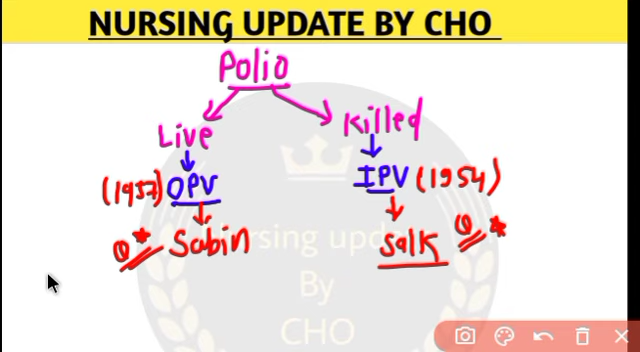 NURSING UPDATE BY CHO
Polio
Live Killed
(1957) OPV IPV (1954)
Q* Sabin Salk Q*
Nursing update
By
CHO